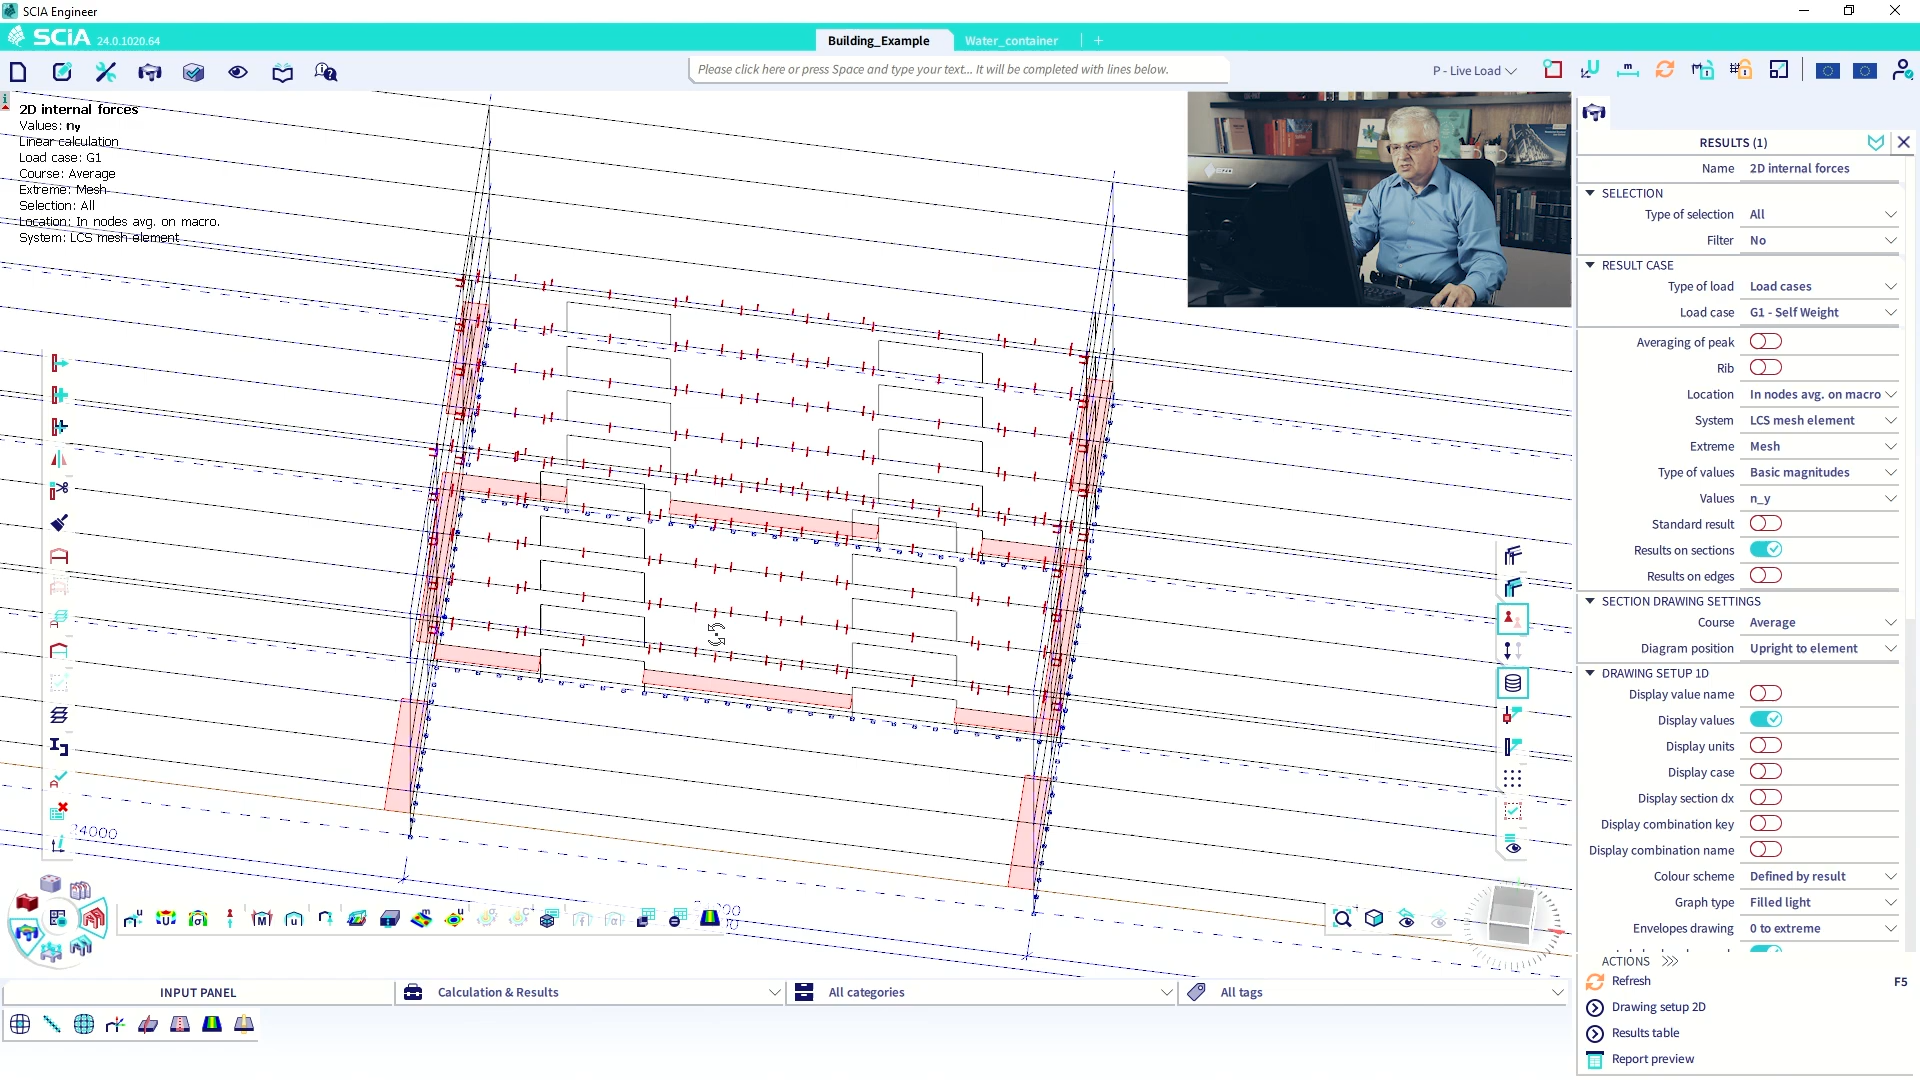 SCIA Engineer
SCIA 24.0.1020.64
Building_Example
Water_container
Please click here or press Space and type your text... It will be completed with lines below.
P - Live Load
2D internal forces
Values: ny
Linear calculation
Load case: G1
Course: Average
Extreme: Mesh
Selection: All
Location: In nodes avg. on macro.
System: LCS mesh element
RESULTS (1)
Name 2D internal forces
SELECTION
Type of selection All
Filter No
RESULT CASE
Type of load Load cases
Load case G1 - Self Weight
Averaging of peak
Rib
Location In nodes avg. on macro
System LCS mesh element
Extreme Mesh
Type of values Basic magnitudes
Values n_y
Standard result
Results on sections
Results on edges
SECTION DRAWING SETTINGS
Course Average
Diagram position Upright to element
DRAWING SETUP 1D
Display value name
Display values
Display units
Display case
Display section dx
Display combination key
Display combination name
Colour scheme Defined by result
Graph type Filled light
Envelopes drawing 0 to extreme
ACTIONS >>>
Refresh F5
Drawing setup 2D
Results table
Report preview
INPUT PANEL
Calculation & Results
All categories
All tags